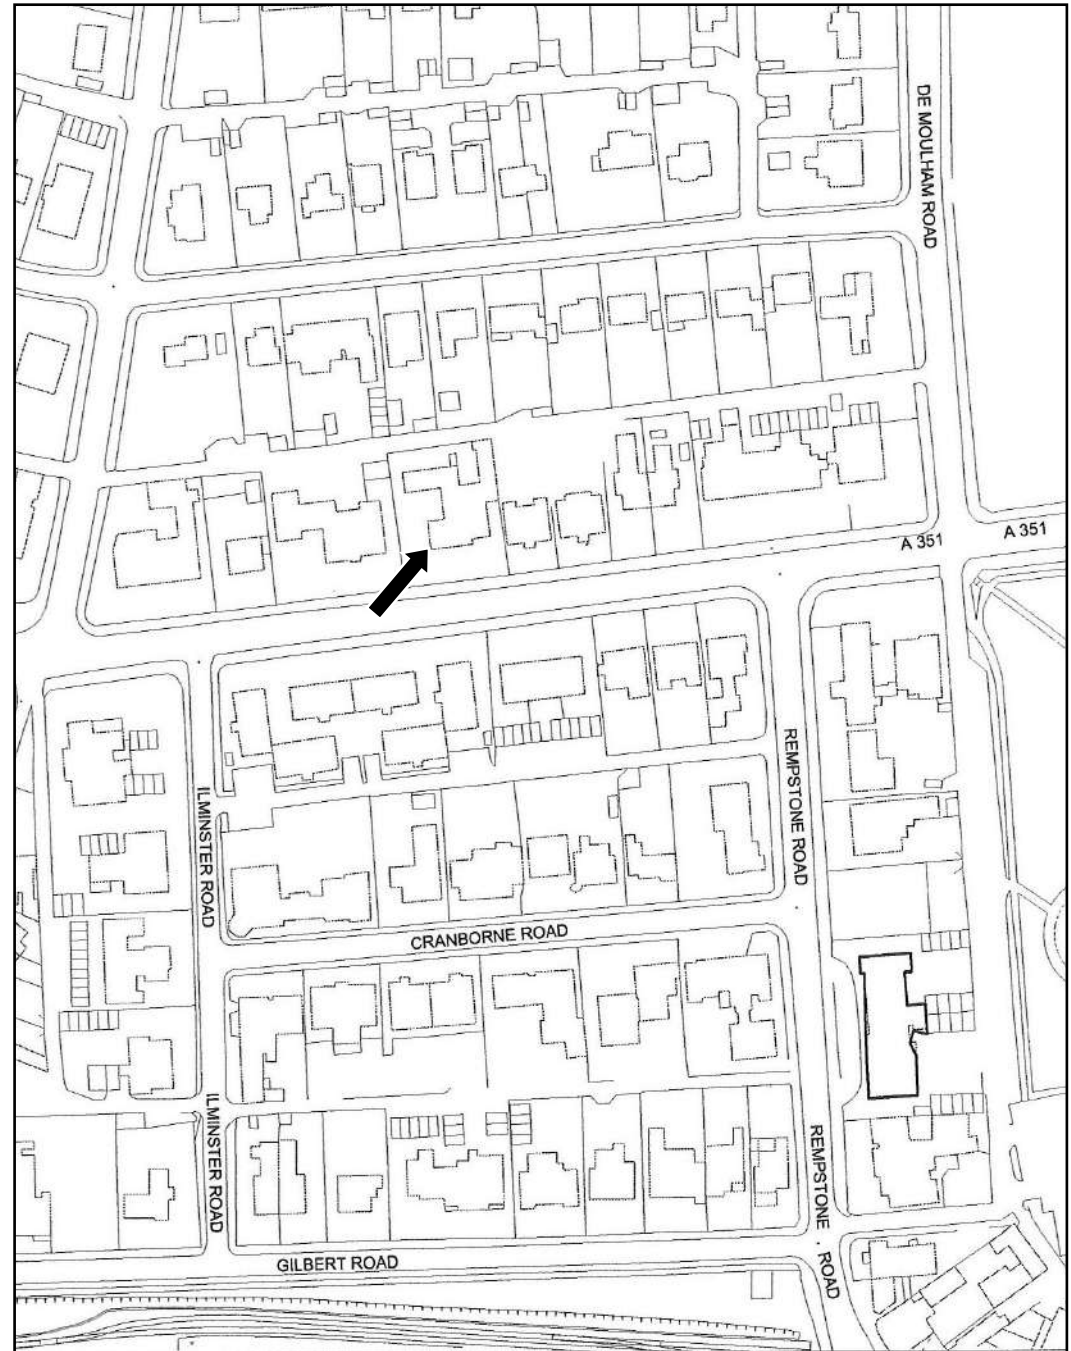 DE MOULHAM ROAD
A 351
A 351
REMPSTONE ROAD
ILMINSTER ROAD
CRANBORNE ROAD
ILMINSTER ROAD
REMPSTONE ROAD
GILBERT ROAD